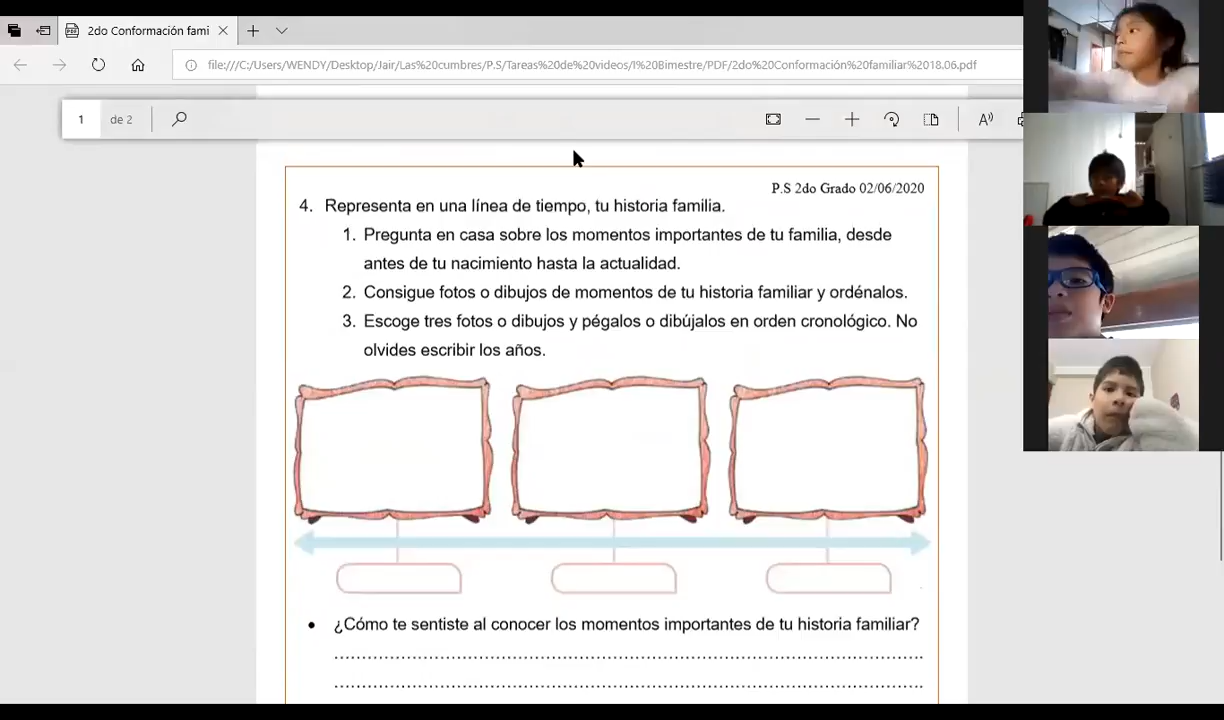 2do Conformación fami
file:///C:/Users/WENDY/Desktop/Jair/Las%20cumbres/P.S/Tareas%20de%20videos/I%20Bimestre/PDF/2do%20Conformación%20familiar%2018.06.pdf
1 de 2
P.S 2do Grado 02/06/2020
4. Representa en una línea de tiempo, tu historia familia.
1. Pregunta en casa sobre los momentos importantes de tu familia, desde
antes de tu nacimiento hasta la actualidad.
2. Consigue fotos o dibujos de momentos de tu historia familiar y ordénalos.
3. Escoge tres fotos o dibujos y pégalos o dibújalos en orden cronológico. No
olvides escribir los años.
• ¿Cómo te sentiste al conocer los momentos importantes de tu historia familiar?